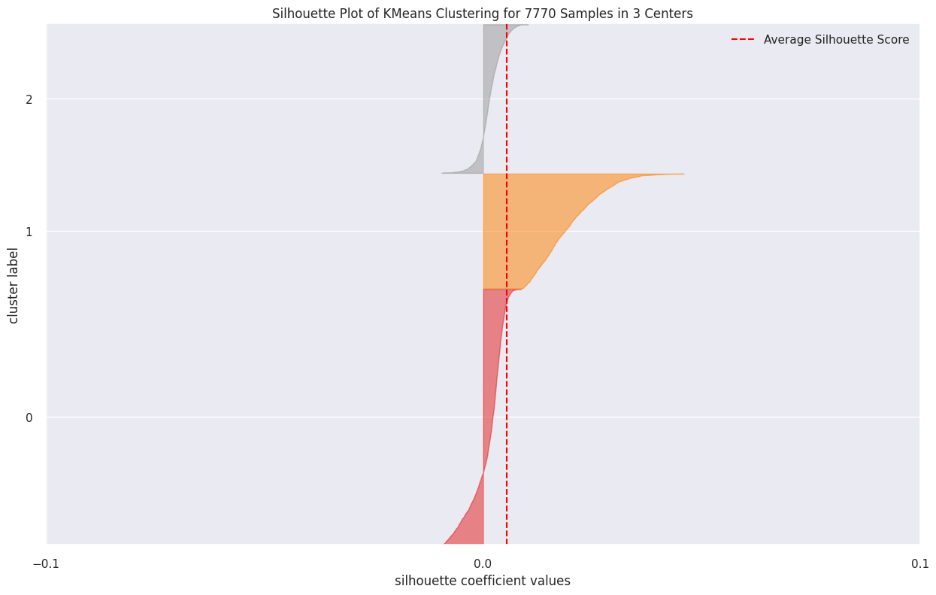 Silhouette Plot of KMeans Clustering for 7770 Samples in 3 Centers
Average Silhouette Score
2
1
0
cluster label
−0.1 0.0 0.1
silhouette coefficient values